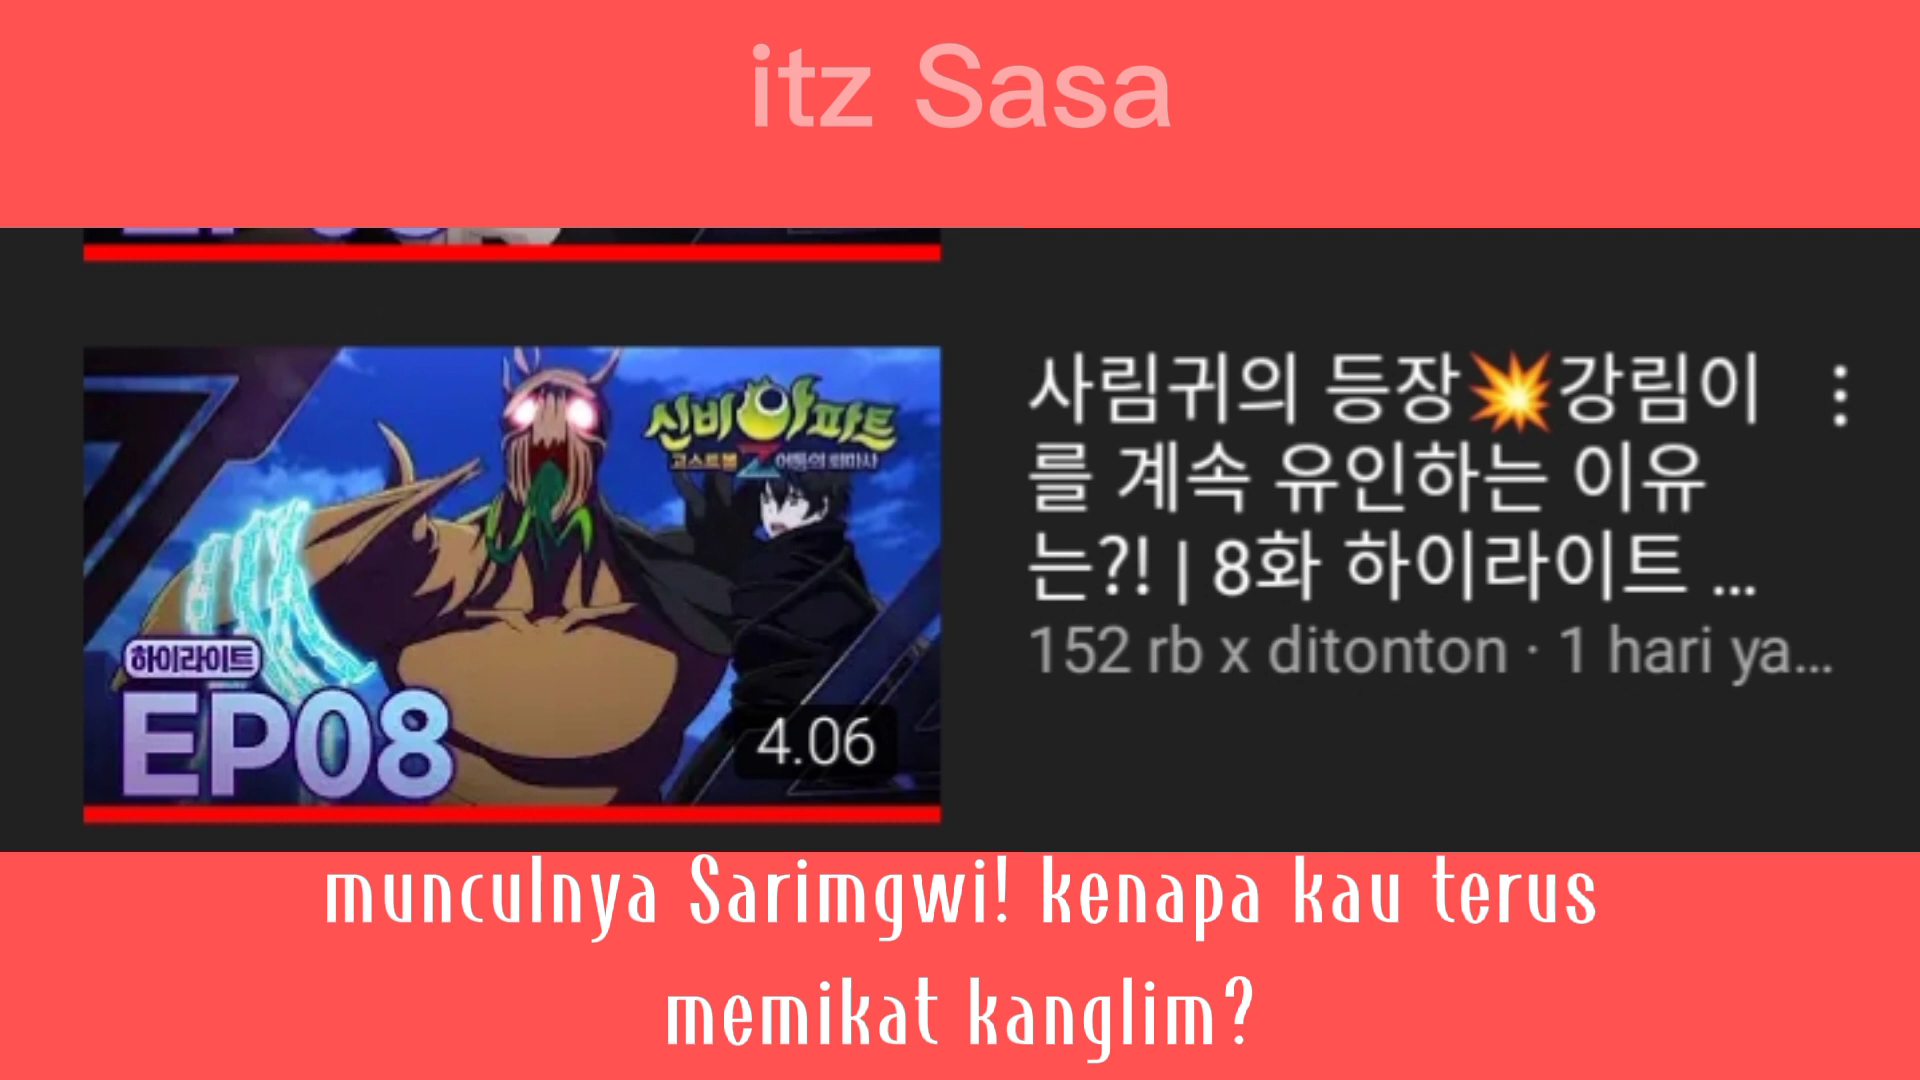 itz Sasa
신비아파트
고스트볼 Z 어둠의 퇴마사
하이라이트
EP08
4.06
사림귀의 등장💥강림이
를 계속 유인하는 이유
는?! | 8화 하이라이트 ...
152 rb x ditonton · 1 hari ya...
munculnya Sarimgwi! kenapa kau terus
memikat kanglim?